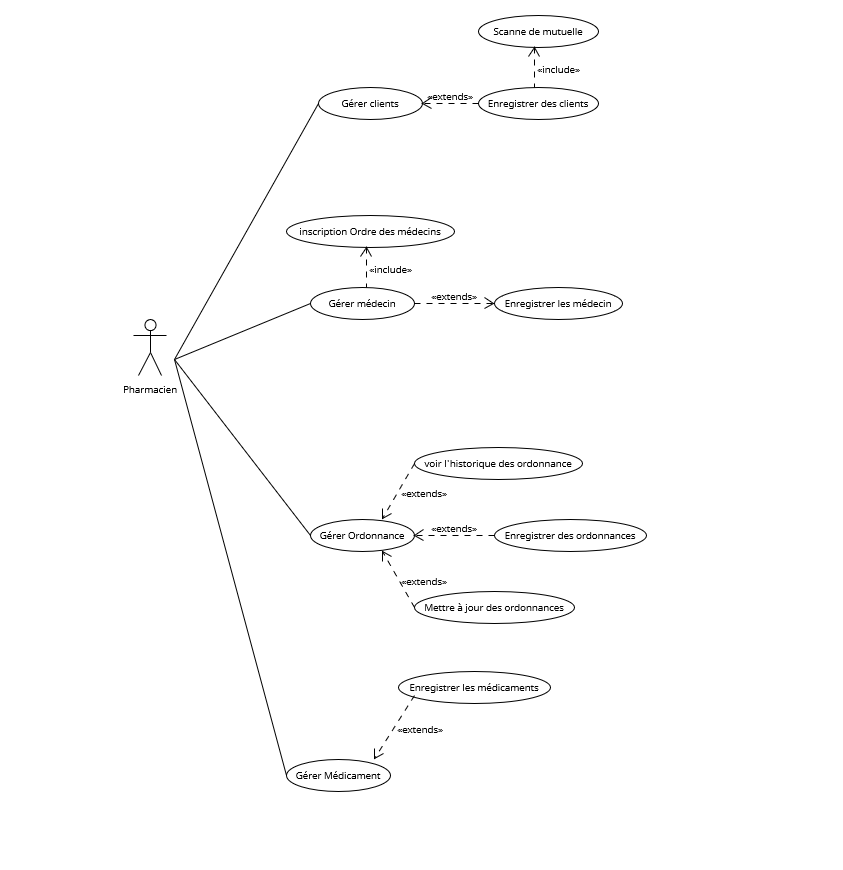 Scanne de mutuelle
«include»
Gérer clients
«extends»
Enregistrer des clients
inscription Ordre des médecins
«include»
Gérer médecin
«extends»
Enregistrer les médecin
Pharmacien
voir l'historique des ordonnance
«extends»
Gérer Ordonnance
«extends»
Enregistrer des ordonnances
«extends»
Mettre à jour des ordonnances
Enregistrer les médicaments
«extends»
Gérer Médicament